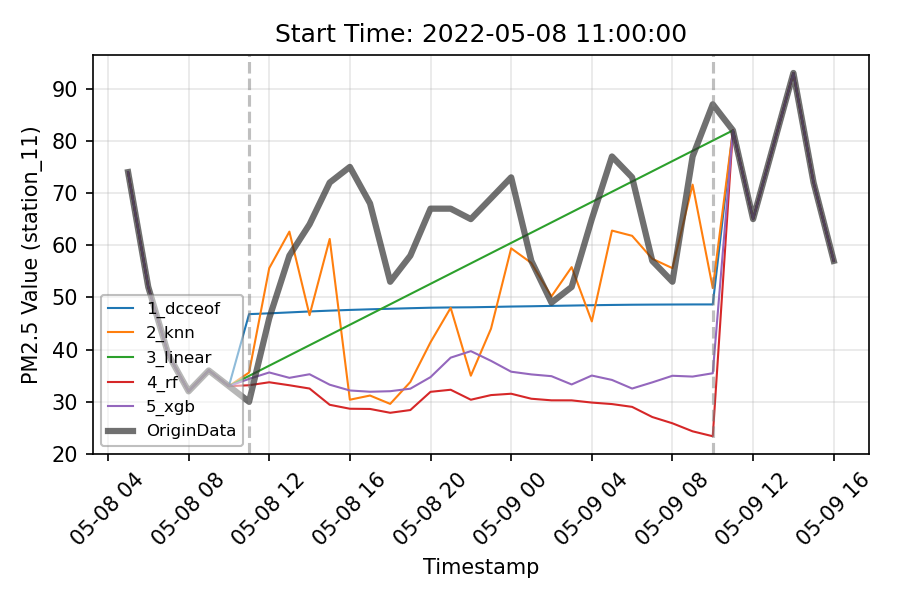 Start Time: 2022-05-08 11:00:00
PM2.5 Value (station_11)
90
80
70
60
50
40
30
20
1_dcceof
2_knn
3_linear
4_rf
5_xgb
OriginData
05-08 04
05-08 08
05-08 12
05-08 16
05-08 20
05-09 00
05-09 04
05-09 08
05-09 12
05-09 16
Timestamp